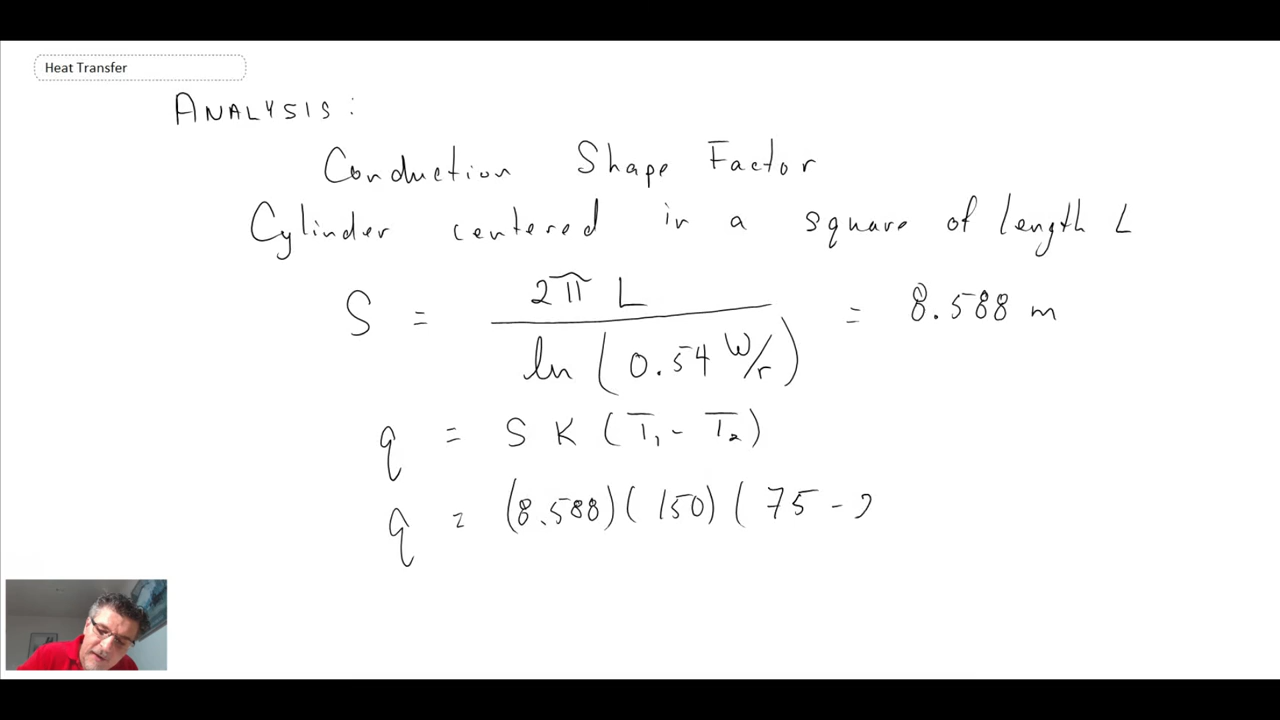 Heat Transfer
ANALYSIS:
Conduction Shape Factor
Cylinder centered in a square of length L
S = 2π L / ln (0.54 W/r) = 8.588 m
q = S K (T₁ - T₂)
q = (8.588)(150)(75 -